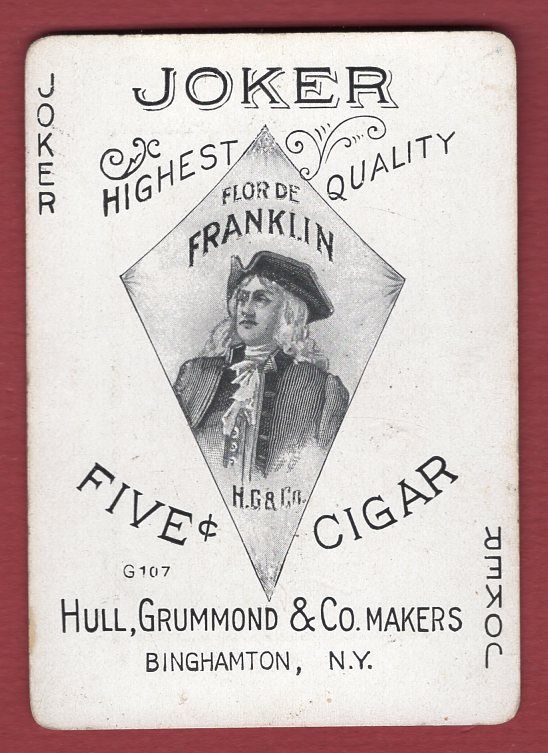 JOKER
JOKER
HIGHEST QUALITY
FLOR DE
FRANKLIN
H.G & Co.
FIVE ¢ CIGAR
G107
HULL, GRUMMOND & CO. MAKERS
BINGHAMTON, N.Y.
JOKER